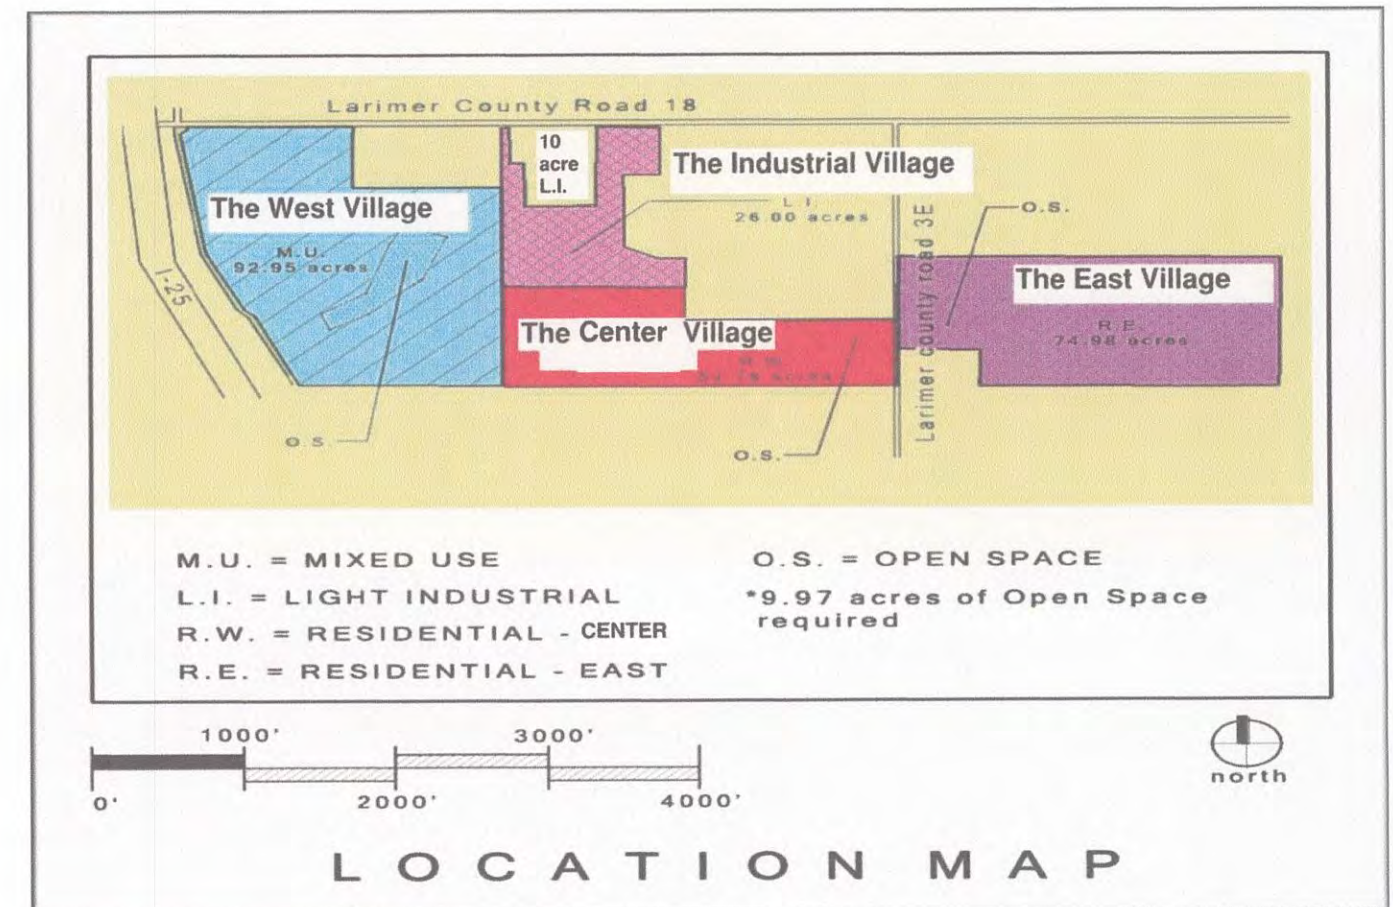 Larimer County Road 18
10
acre
L.I.
The Industrial Village
The West Village
L.I.
26.00 acres
O.S.
M.U.
92.95 acres
I-25
Larimer county road 3E
The East Village
R.E.
74.98 acres
The Center Village
acres
O.S.
O.S.
M.U. = MIXED USE
L.I. = LIGHT INDUSTRIAL
R.W. = RESIDENTIAL - CENTER
R.E. = RESIDENTIAL - EAST
O.S. = OPEN SPACE
*9.97 acres of Open Space
required
1000' 3000'
0' 2000' 4000'
north
LOCATION MAP